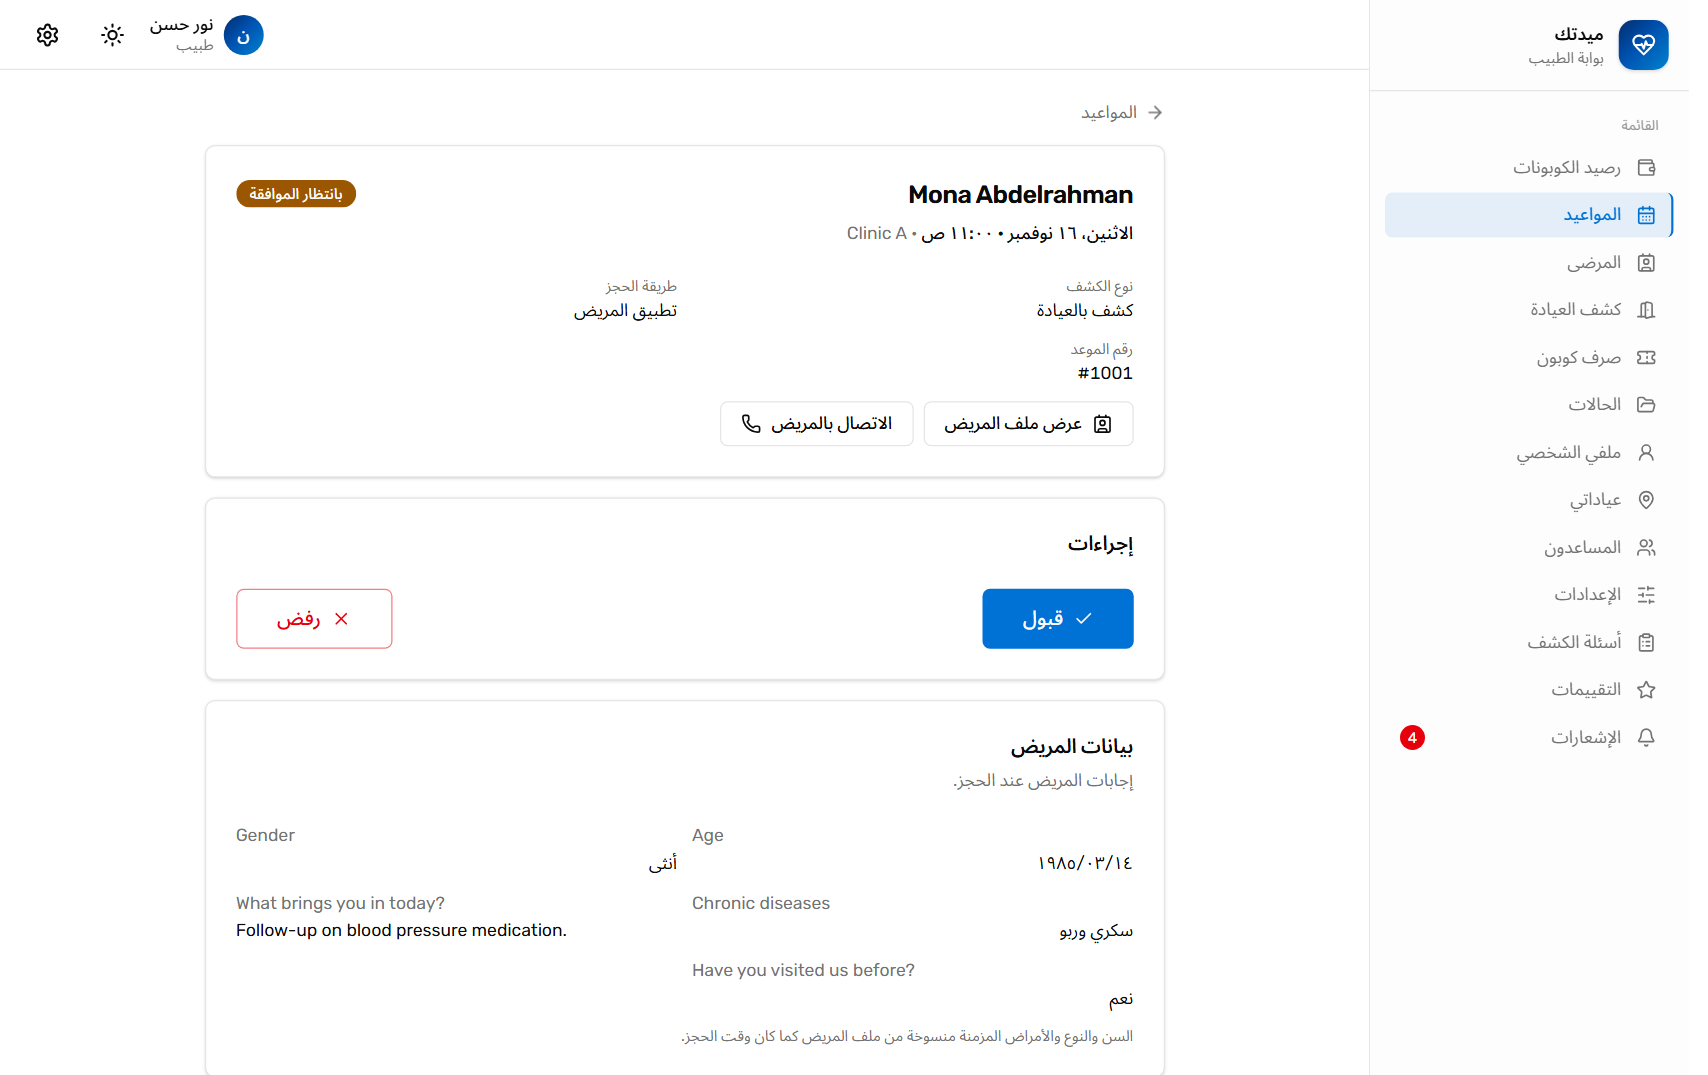 ميدتك
بوابة الطبيب
القائمة
رصيد الكوبونات
المواعيد
المرضى
كشف العيادة
صرف كوبون
الحالات
ملفي الشخصي
عياداتي
المساعدون
الإعدادات
أسئلة الكشف
التقييمات
الإشعارات 4
ن
نور حسن
طبيب
المواعيد
Mona Abdelrahman
بانتظار الموافقة
الاثنين، ١٦ نوفمبر • ١١:٠٠ ص • Clinic A
نوع الكشف
كشف بالعيادة
طريقة الحجز
تطبيق المريض
رقم الموعد
#1001
عرض ملف المريض
الاتصال بالمريض
إجراءات
قبول
رفض
بيانات المريض
إجابات المريض عند الحجز.
Age
١٩٨٥/٠٣/١٤
Gender
أنثى
Chronic diseases
سكري وربو
What brings you in today?
Follow-up on blood pressure medication.
Have you visited us before?
نعم
السن والنوع والأمراض المزمنة منسوخة من ملف المريض كما كان وقت الحجز.